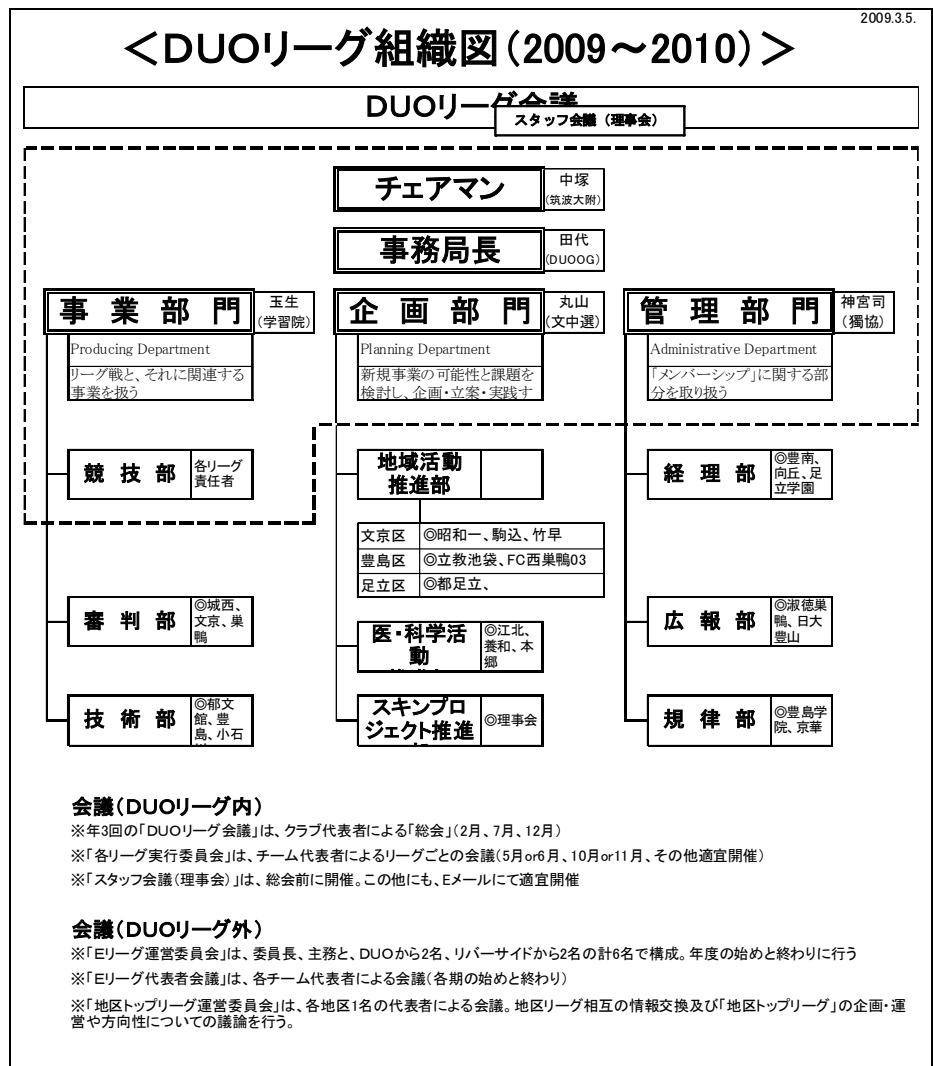 2009.3.5.
＜DUOリーグ組織図(2009～2010)＞
DUOリーグ会議
スタッフ会議（理事会）
チェアマン
中塚
(筑波大附)
事務局長
田代
(DUOOG)
事業部門
玉生
(学習院)
企画部門
丸山
(文中選)
管理部門
神宮司
(獨協)
Producing Department
リーグ戦と、それに関連する
事業を扱う
Planning Department
新規事業の可能性と課題を
検討し、企画・立案・実践す
Administrative Department
「メンバーシップ」に関する部
分を取り扱う
競技部
各リーグ
責任者
地域活動
推進部
経理部
◎豊南、
向丘、足
立学園
文京区 ◎昭和一、駒込、竹早
豊島区 ◎立教池袋、FC西巣鴨03
足立区 ◎都足立、
審判部
◎城西、
文京、巣
鴨
医・科学活
動
◎江北、
養和、本
郷
広報部
◎淑徳巣
鴨、日大
豊山
技術部
◎郁文
館、豊
島、小石
スキンプロ
ジェクト推進
◎理事会
規律部
◎豊島学
院、京華
会議(DUOリーグ内)
※年3回の「DUOリーグ会議」は、クラブ代表者による「総会」(2月、7月、12月)
※「各リーグ実行委員会」は、チーム代表者によるリーグごとの会議(5月or6月、10月or11月、その他適宜開催)
※「スタッフ会議(理事会)」は、総会前に開催。この他にも、Eメールにて適宜開催
会議(DUOリーグ外)
※「Eリーグ運営委員会」は、委員長、主務と、DUOから2名、リバーサイドから2名の計6名で構成。年度の始めと終わりに行う
※「Eリーグ代表者会議」は、各チーム代表者による会議(各期の始めと終わり)
※「地区トップリーグ運営委員会」は、各地区1名の代表者による会議。地区リーグ相互の情報交換及び「地区トップリーグ」の企画・運
営や方向性についての議論を行う。